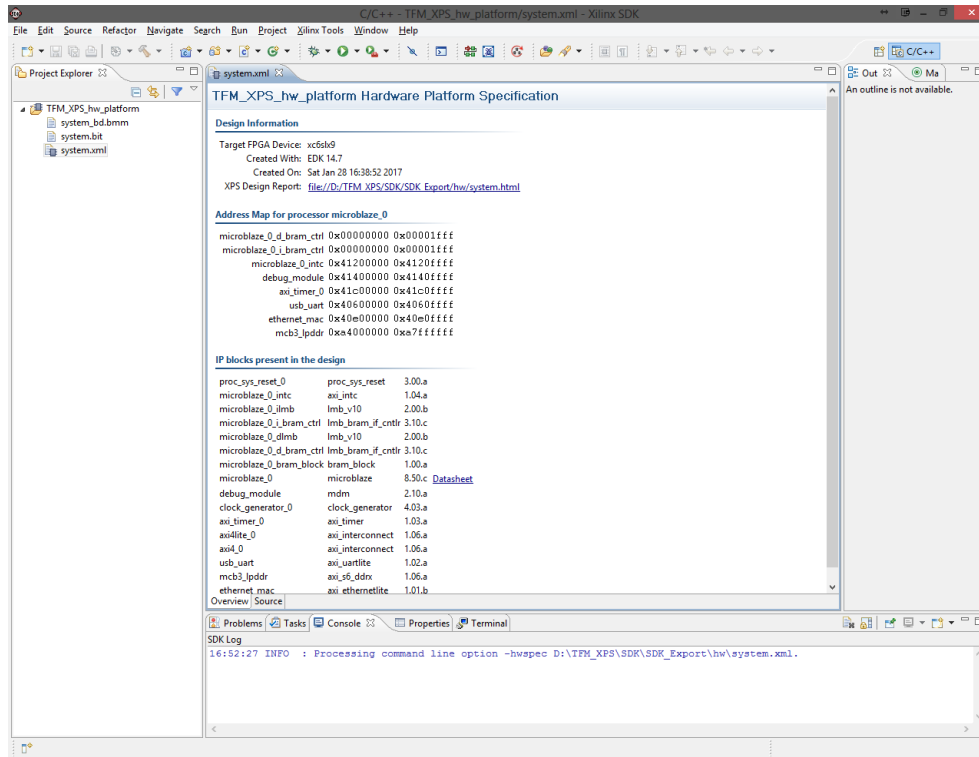 C/C++ - TFM_XPS_hw_platform/system.xml - Xilinx SDK
File Edit Source Refactor Navigate Search Run Project Xilinx Tools Window Help
C/C++
Project Explorer
TFM_XPS_hw_platform
system_bd.bmm
system.bit
system.xml
system.xml
TFM_XPS_hw_platform Hardware Platform Specification
Design Information
Target FPGA Device: xc6slx9
Created With: EDK 14.7
Created On: Sat Jan 28 16:38:52 2017
XPS Design Report: file://D:/TFM_XPS/SDK/SDK_Export/hw/system.html
Address Map for processor microblaze_0
microblaze_0_d_bram_ctrl 0x00000000 0x00001fff
microblaze_0_i_bram_ctrl 0x00000000 0x00001fff
microblaze_0_intc 0x41200000 0x4120ffff
debug_module 0x41400000 0x4140ffff
axi_timer_0 0x41c00000 0x41c0ffff
usb_uart 0x40600000 0x4060ffff
ethernet_mac 0x40e00000 0x40e0ffff
mcb3_lpddr 0xa4000000 0xa7ffffff
IP blocks present in the design
proc_sys_reset_0 proc_sys_reset 3.00.a
microblaze_0_intc axi_intc 1.04.a
microblaze_0_ilmb lmb_v10 2.00.b
microblaze_0_i_bram_ctrl lmb_bram_if_cntlr 3.10.c
microblaze_0_dlmb lmb_v10 2.00.b
microblaze_0_d_bram_ctrl lmb_bram_if_cntlr 3.10.c
microblaze_0_bram_block bram_block 1.00.a
microblaze_0 microblaze 8.50.c Datasheet
debug_module mdm 2.10.a
clock_generator_0 clock_generator 4.03.a
axi_timer_0 axi_timer 1.03.a
axi4lite_0 axi_interconnect 1.06.a
axi4_0 axi_interconnect 1.06.a
usb_uart axi_uartlite 1.02.a
mcb3_lpddr axi_s6_ddrx 1.06.a
ethernet_mac axi_ethernetlite 1.01.b
Overview Source
Out Ma
An outline is not available.
Problems Tasks Console Properties Terminal
SDK Log
16:52:27 INFO : Processing command line option -hwspec D:\TFM_XPS\SDK\SDK_Export\hw\system.xml.